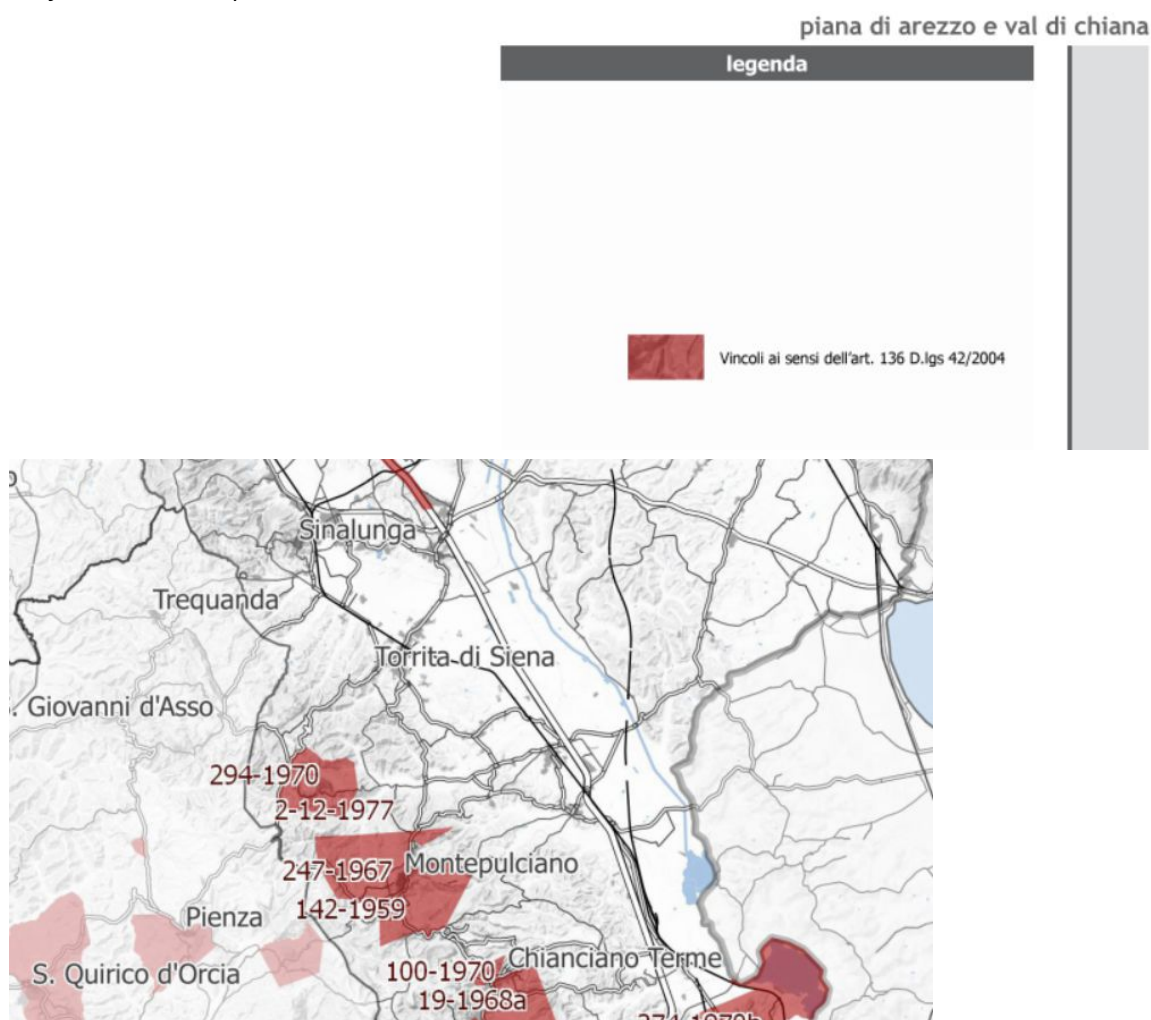 piana di arezzo e val di chiana
legenda
Vincoli ai sensi dell'art. 136 D.lgs 42/2004
Sinalunga
Trequanda
Torrita di Siena
. Giovanni d'Asso
294-1970
2-12-1977
247-1967
Montepulciano
142-1959
Pienza
Chianciano Terme
100-1970
S. Quirico d'Orcia
19-1968a